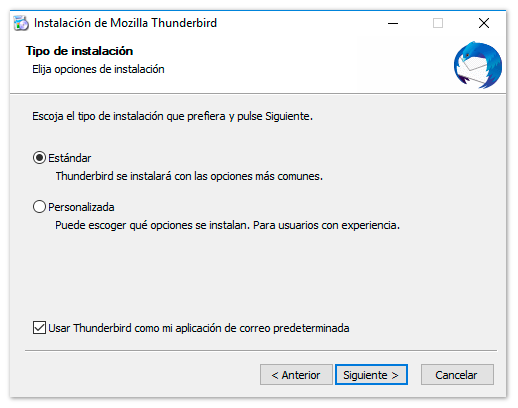 Instalación de Mozilla Thunderbird
Tipo de instalación
Elija opciones de instalación
Escoja el tipo de instalación que prefiera y pulse Siguiente.
Estándar
Thunderbird se instalará con las opciones más comunes.
Personalizada
Puede escoger qué opciones se instalan. Para usuarios con experiencia.
Usar Thunderbird como mi aplicación de correo predeterminada
< Anterior Siguiente > Cancelar